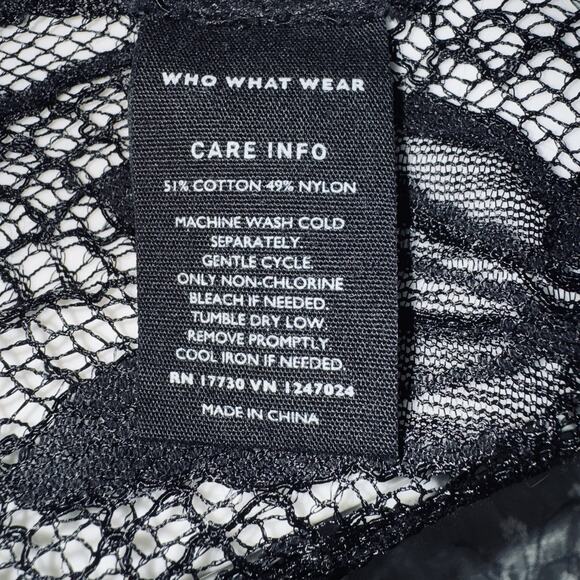 WHO WHAT WEAR
CARE INFO
51% COTTON 49% NYLON
MACHINE WASH COLD
SEPARATELY.
GENTLE CYCLE.
ONLY NON-CHLORINE
BLEACH IF NEEDED.
TUMBLE DRY LOW.
REMOVE PROMPTLY.
COOL IRON IF NEEDED.
RN 17730 VN 1247024
MADE IN CHINA